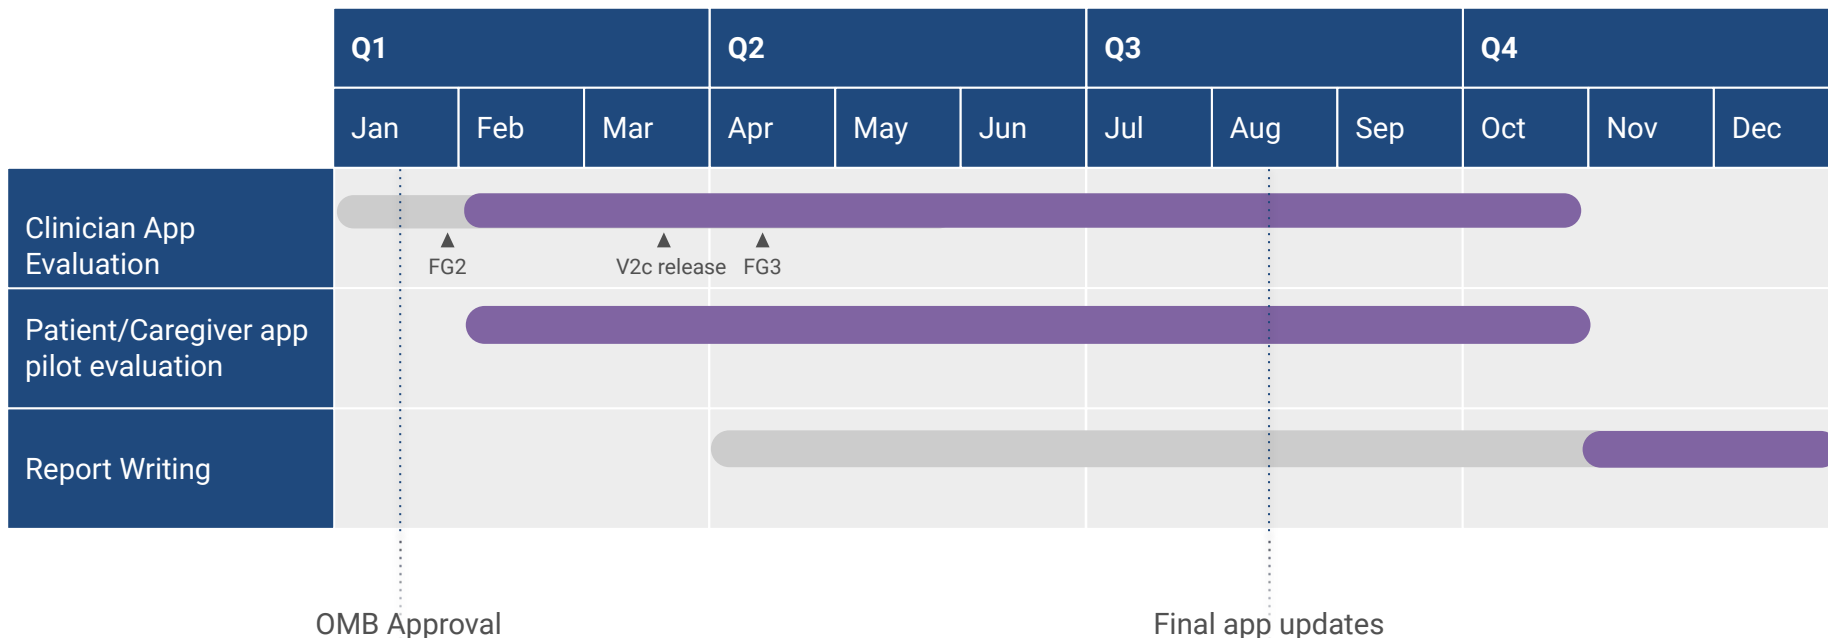 Q1 Q2 Q3 Q4
Jan Feb Mar Apr May Jun Jul Aug Sep Oct Nov Dec
Clinician App
Evaluation
FG2 V2c release FG3
Patient/Caregiver app
pilot evaluation
Report Writing
OMB Approval Final app updates